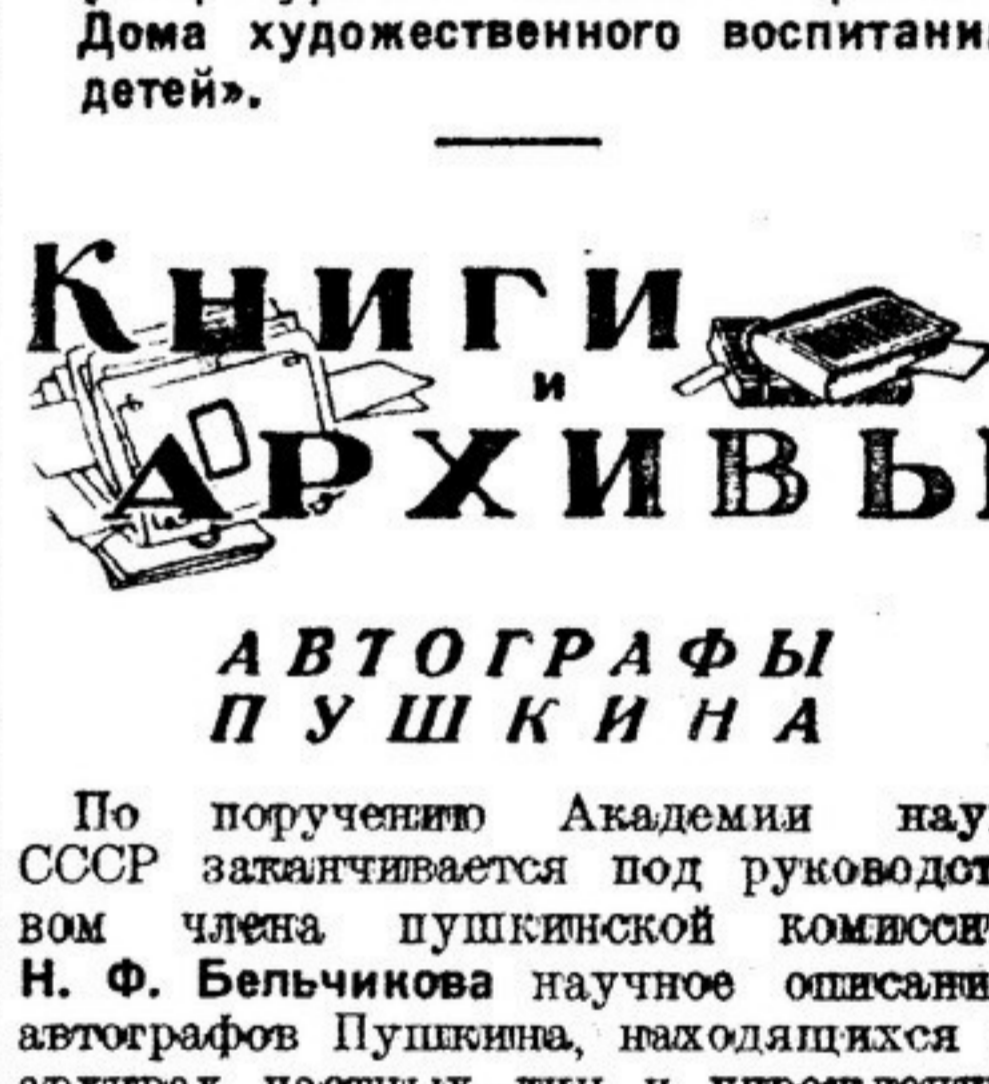 Дома художественного воспитани
детей».
Книги
и
АРХИВЫ
АВТОГРАФЫ
ПУШКИНА
По поручению Академии нау
СССР заканчивается под руководст
вом члена пушкинской комисси
Н. Ф. Бельчикова научное описани
автографов Пушкина, находящихся